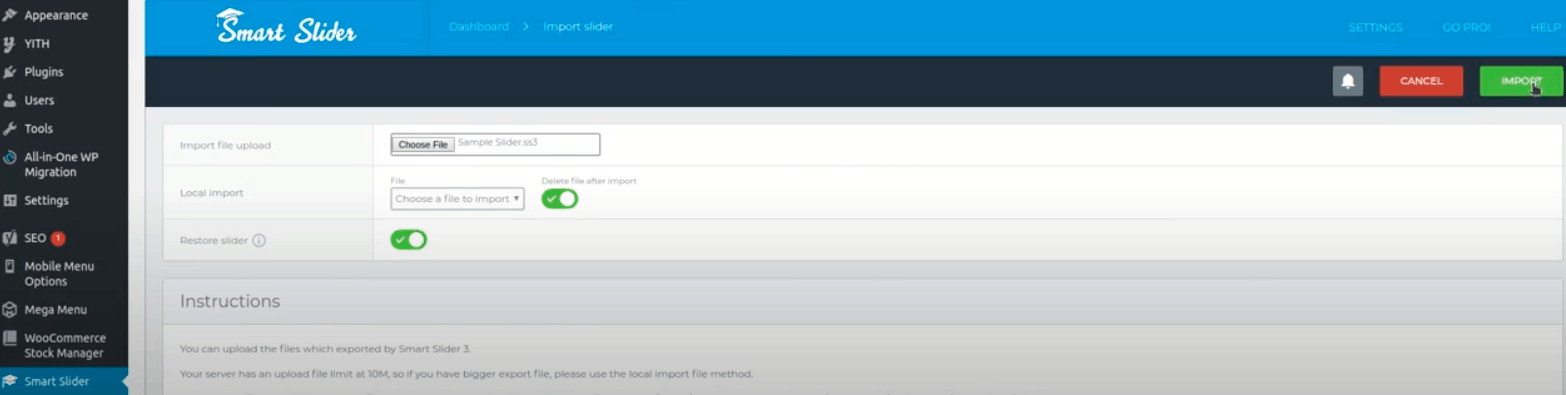 Appearance
YITH
Plugins
Users
Tools
All-in-One WP
Migration
Settings
SEO 1
Mobile Menu
Options
Mega Menu
WooCommerce
Stock Manager
Smart Slider
Smart Slider
Dashboard > Import slider
SETTINGS GO PRO! HELP
CANCEL IMPORT
Import file upload
Choose File Sample Slider.ss3
Local import
File
Choose a file to import
Delete file after import
Restore slider
Instructions
You can upload the files which exported by Smart Slider 3.
Your server has an upload file limit at 10M, so if you have bigger export file, please use the local import file method.